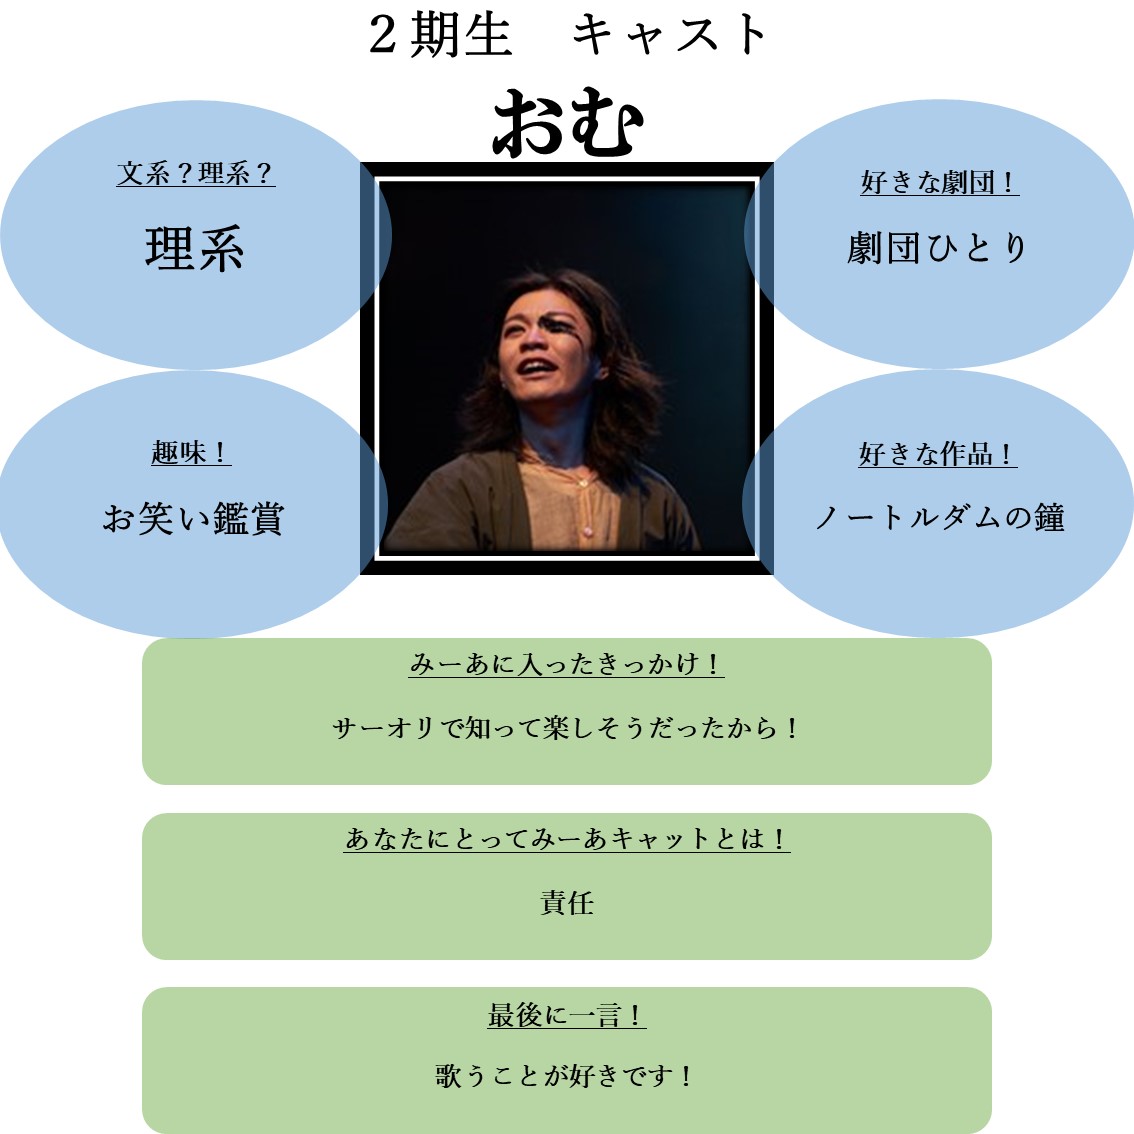 ２期生　キャスト
おむ
文系？理系？
理系
好きな劇団！
劇団ひとり
趣味！
お笑い鑑賞
好きな作品！
ノートルダムの鐘
みーあに入ったきっかけ！
サーオリで知って楽しそうだったから！
あなたにとってみーあキャットとは！
責任
最後に一言！
歌うことが好きです！